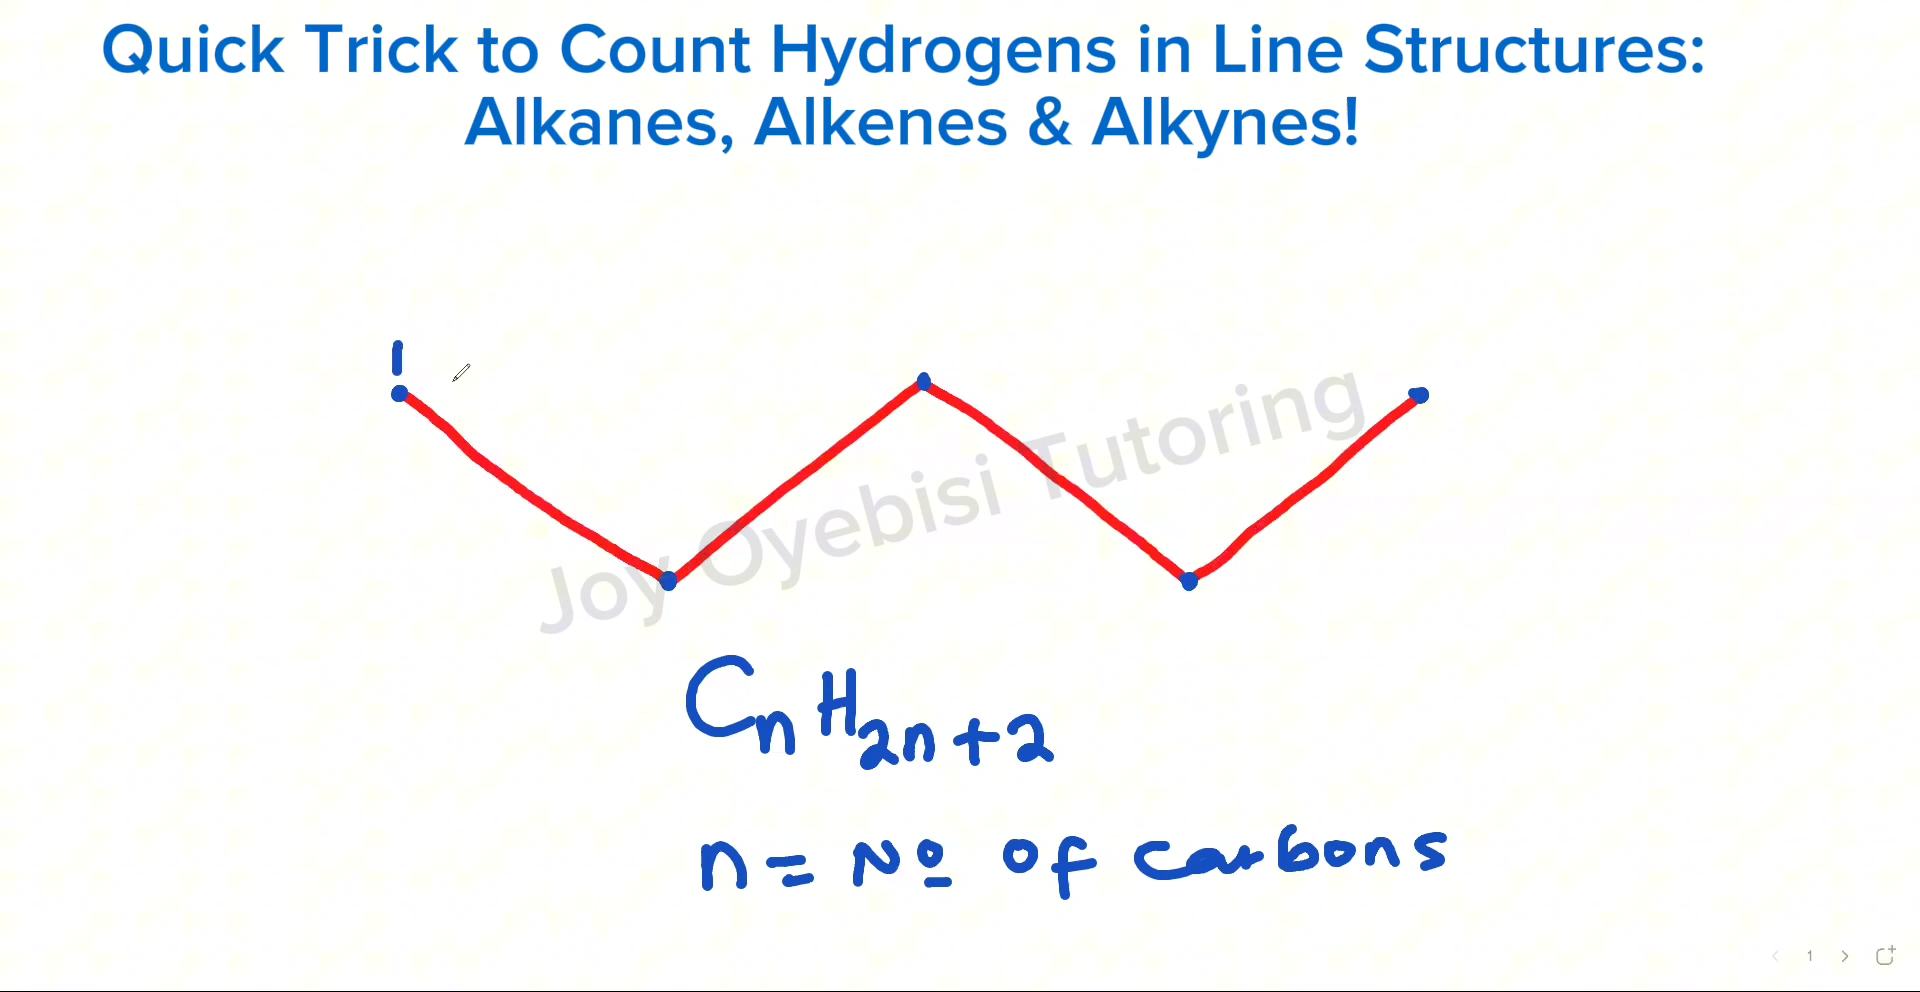 Quick Trick to Count Hydrogens in Line Structures:
Alkanes, Alkenes & Alkynes!
1
Joy Oyebisi Tutoring
CnH2n+2
n = No of carbons
1